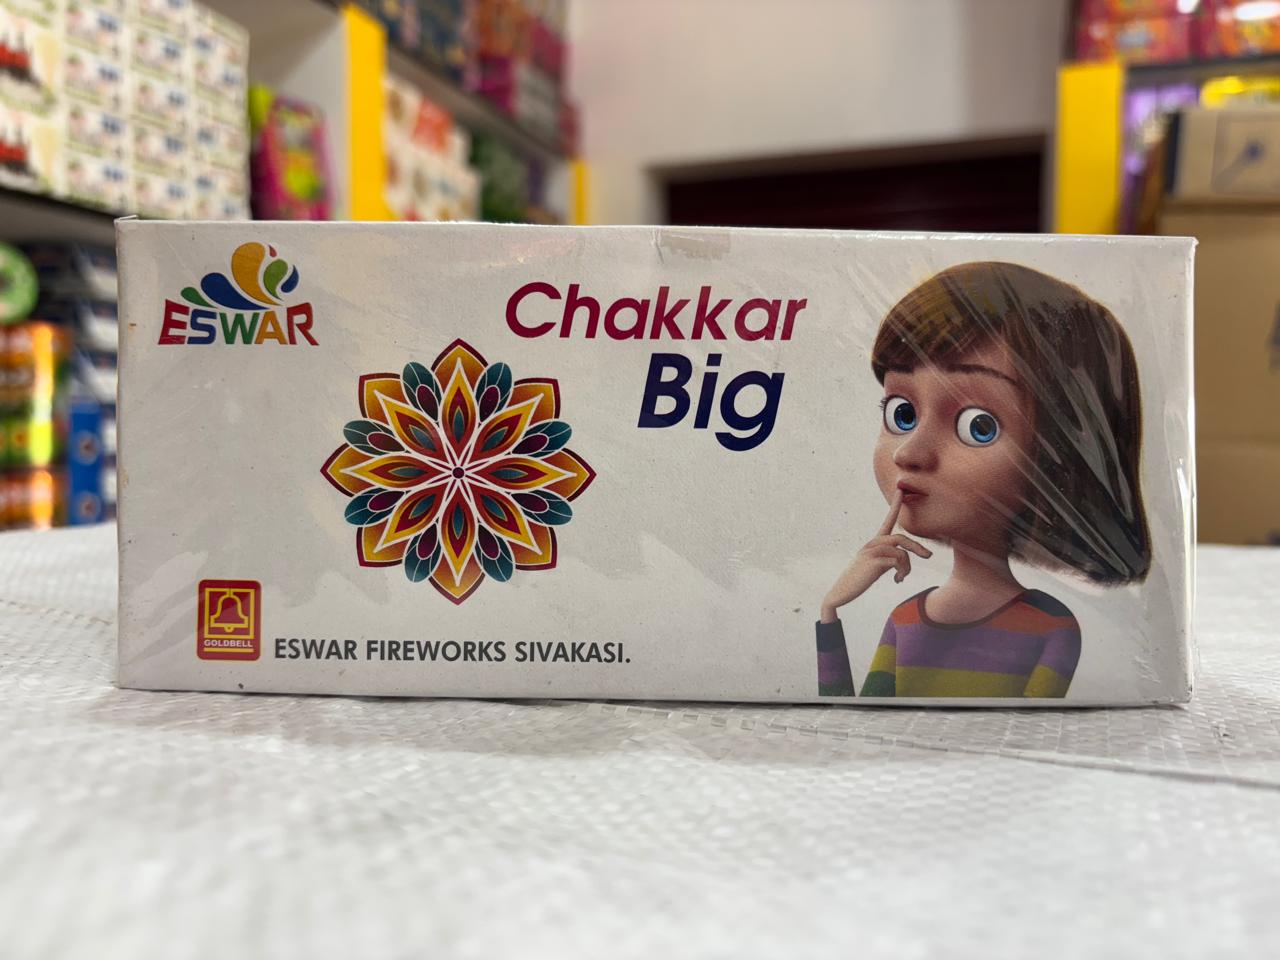 ESWAR
Chakkar
Big
GOLDBELL
ESWAR FIREWORKS SIVAKASI.